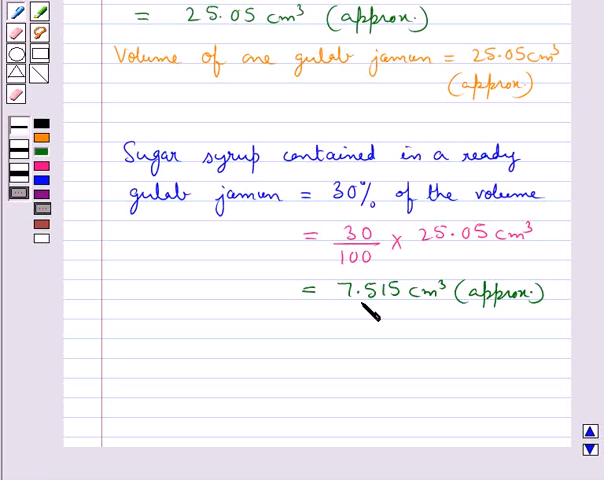 = 25.05 cm³ (approx.)
Volume of one gulab jamun = 25.05cm³
(approx.)
Sugar syrup contained in a ready
gulab jamun = 30% of the volume
= 30/100 × 25.05 cm³
= 7.515 cm³ (approx.)